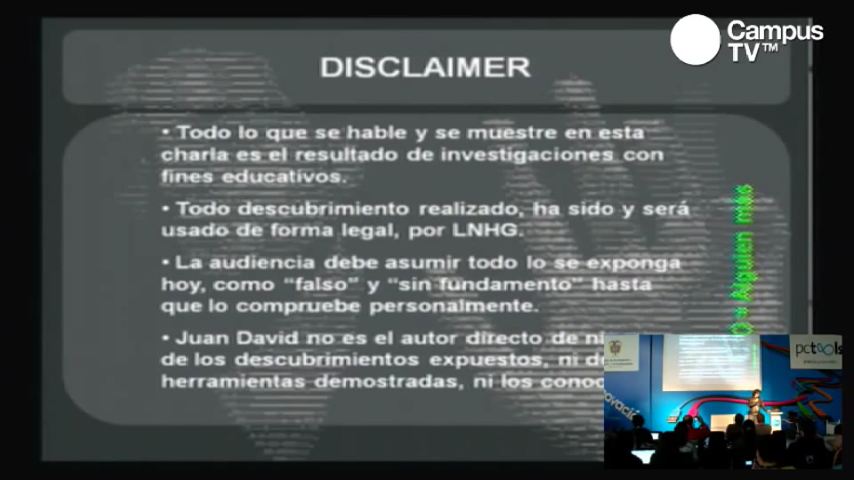 Campus
TV™
DISCLAIMER
• Todo lo que se hable y se muestre en esta
charla es el resultado de investigaciones con
fines educativos.
• Todo descubrimiento realizado, ha sido y será
usado de forma legal, por LNHG.
• La audiencia debe asumir todo lo se exponga
hoy, como “falso” y “sin fundamento” hasta
que lo compruebe personalmente.
• Juan David no es el autor directo de
de los descubrimientos expuestos, ni
herramientas demostradas, ni los
Alguien más
pctools